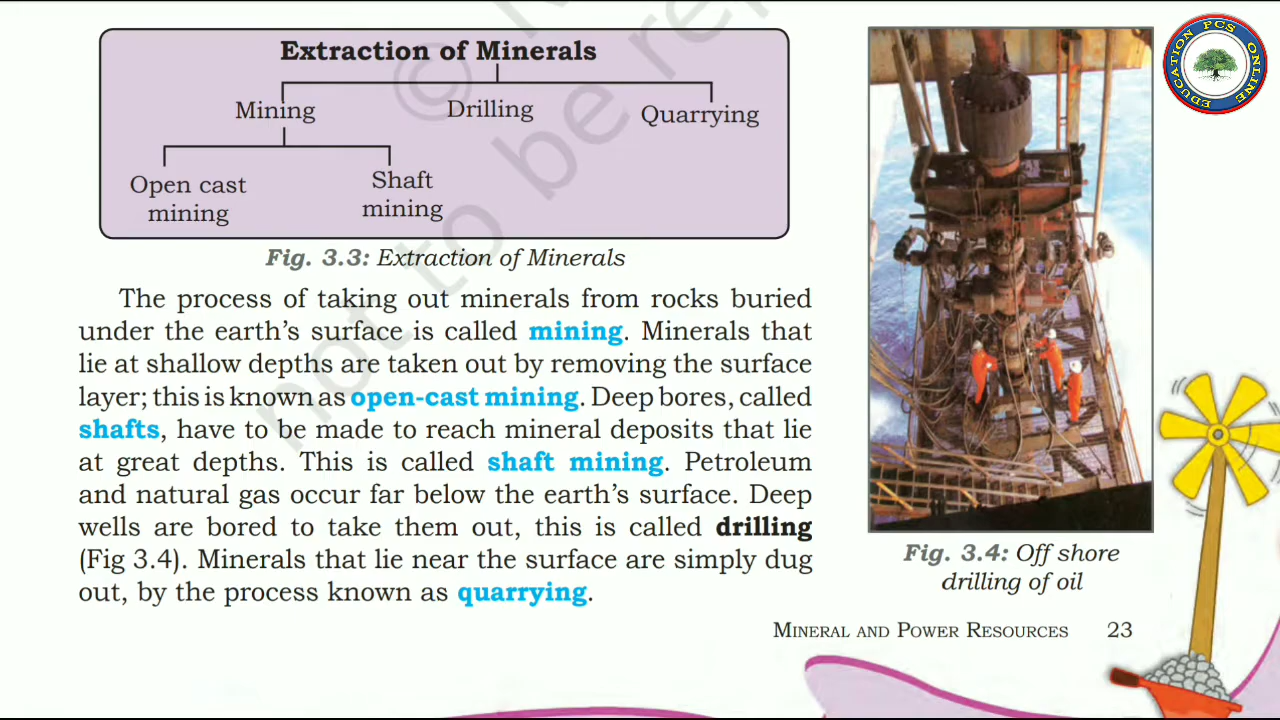 Extraction of Minerals
Mining
Drilling
Quarrying
Open cast
mining
Shaft
mining
Fig. 3.3: Extraction of Minerals
The process of taking out minerals from rocks buried
under the earth's surface is called mining. Minerals that
lie at shallow depths are taken out by removing the surface
layer; this is known as open-cast mining. Deep bores, called
shafts, have to be made to reach mineral deposits that lie
at great depths. This is called shaft mining. Petroleum
and natural gas occur far below the earth's surface. Deep
wells are bored to take them out, this is called drilling
(Fig 3.4). Minerals that lie near the surface are simply dug
out, by the process known as quarrying.
Fig. 3.4: Off shore
drilling of oil
MINERAL AND POWER RESOURCES 23
PCS ONLINE EDUCATION
©
not to be re